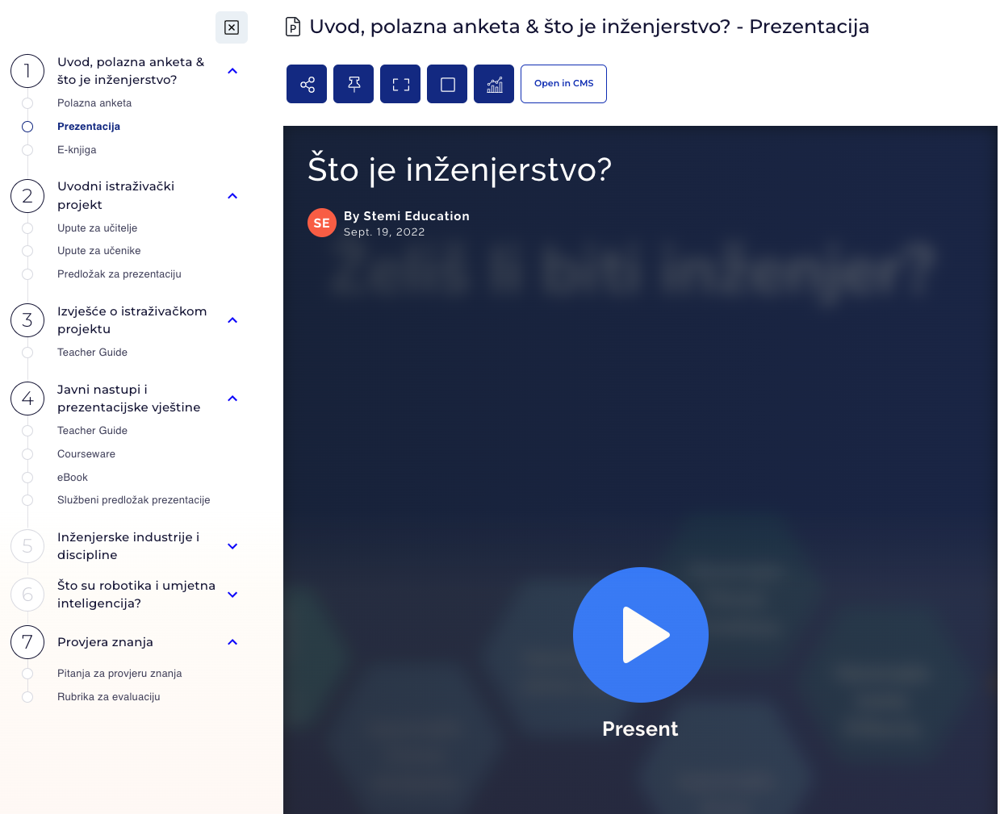 1
Uvod, polazna anketa &
što je inženjerstvo?
Polazna anketa
Prezentacija
E-knjiga
2
Uvodni istraživački
projekt
Upute za učitelje
Upute za učenike
Predložak za prezentaciju
3
Izvješće o istraživačkom
projektu
Teacher Guide
4
Javni nastupi i
prezentacijske vještine
Teacher Guide
Courseware
eBook
Službeni predložak prezentacije
5
Inženjerske industrije i
discipline
6
Što su robotika i umjetna
inteligencija?
7
Provjera znanja
Pitanja za provjeru znanja
Rubrika za evaluaciju
P
Uvod, polazna anketa & što je inženjerstvo? - Prezentacija
Open in CMS
Što je inženjerstvo?
SE
By Stemi Education
Sept. 19, 2022
Želiš li biti inženjer?
Present